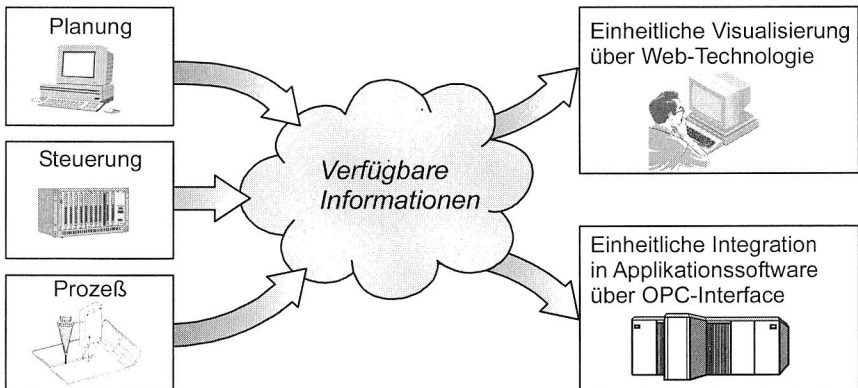 Planung
Steuerung
Prozeß
Verfügbare
Informationen
Einheitliche Visualisierung
über Web-Technologie
Einheitliche Integration
in Applikationssoftware
über OPC-Interface